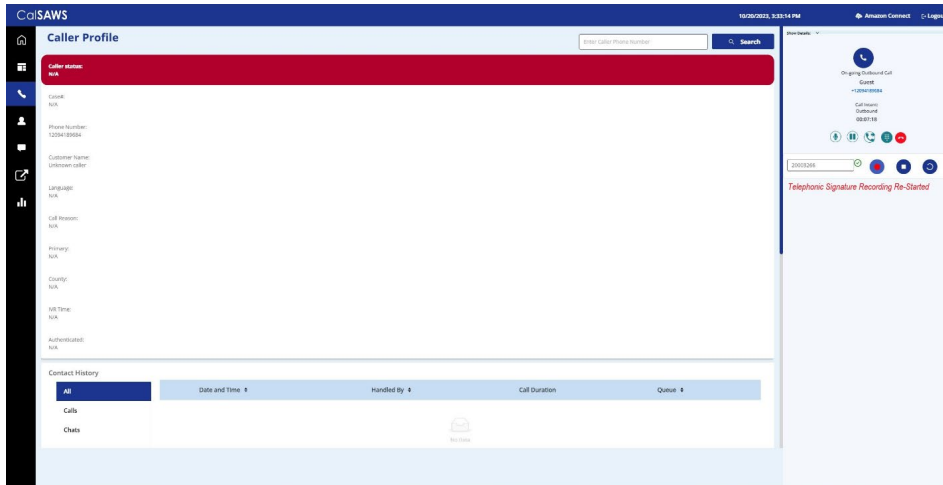 CalSAWS
10/20/2023, 3:33:14 PM
Amazon Connect
Logou
Caller Profile
Enter Caller Phone Number
Search
Show Details
Caller status:
N/A
Case#:
N/A
Phone Number:
12094189684
Customer Name:
Unknown caller
Language:
N/A
Call Reason:
N/A
Primary:
N/A
County:
N/A
IVR Time:
N/A
Authenticated:
N/A
On-going Outbound Call
Guest
+12094189684
Call Intent:
Outbound
00:07:18
20009266
Telephonic Signature Recording Re-Started
Contact History
All
Calls
Chats
Date and Time
Handled By
Call Duration
Queue
No Data